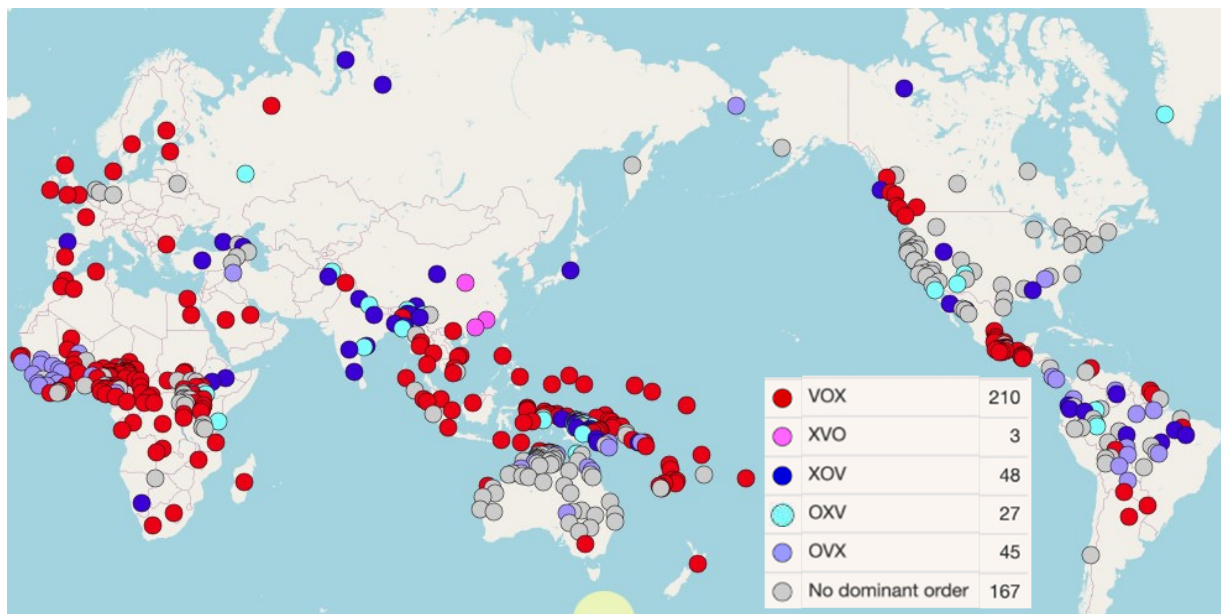 VOX 210
XVO 3
XOV 48
OXV 27
OVX 45
No dominant order 167